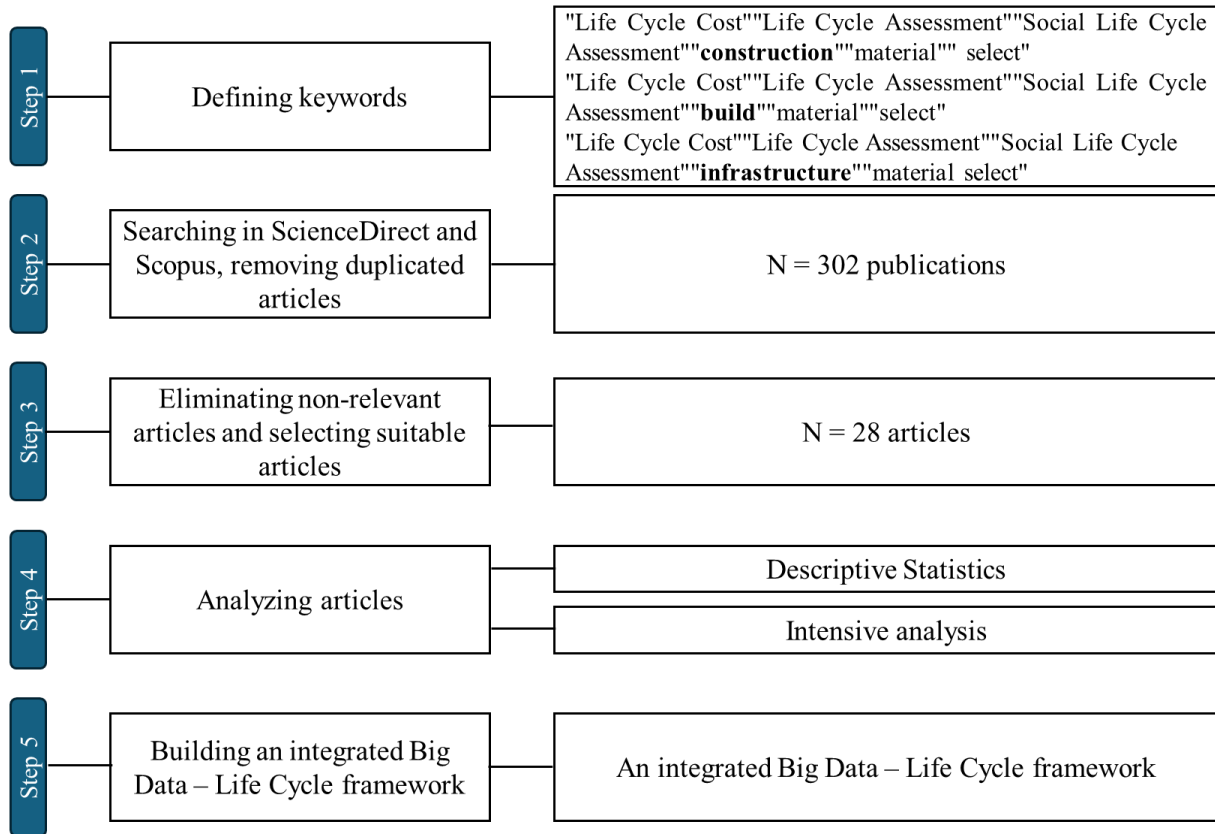 Step 1
Defining keywords
"Life Cycle Cost""Life Cycle Assessment""Social Life Cycle
Assessment""construction""material"" select"
"Life Cycle Cost""Life Cycle Assessment""Social Life Cycle
Assessment""build""material""select"
"Life Cycle Cost""Life Cycle Assessment""Social Life Cycle
Assessment""infrastructure""material select"
Step 2
Searching in ScienceDirect and
Scopus, removing duplicated
articles
N = 302 publications
Step 3
Eliminating non-relevant
articles and selecting suitable
articles
N = 28 articles
Step 4
Analyzing articles
Descriptive Statistics
Intensive analysis
Step 5
Building an integrated Big
Data – Life Cycle framework
An integrated Big Data – Life Cycle framework